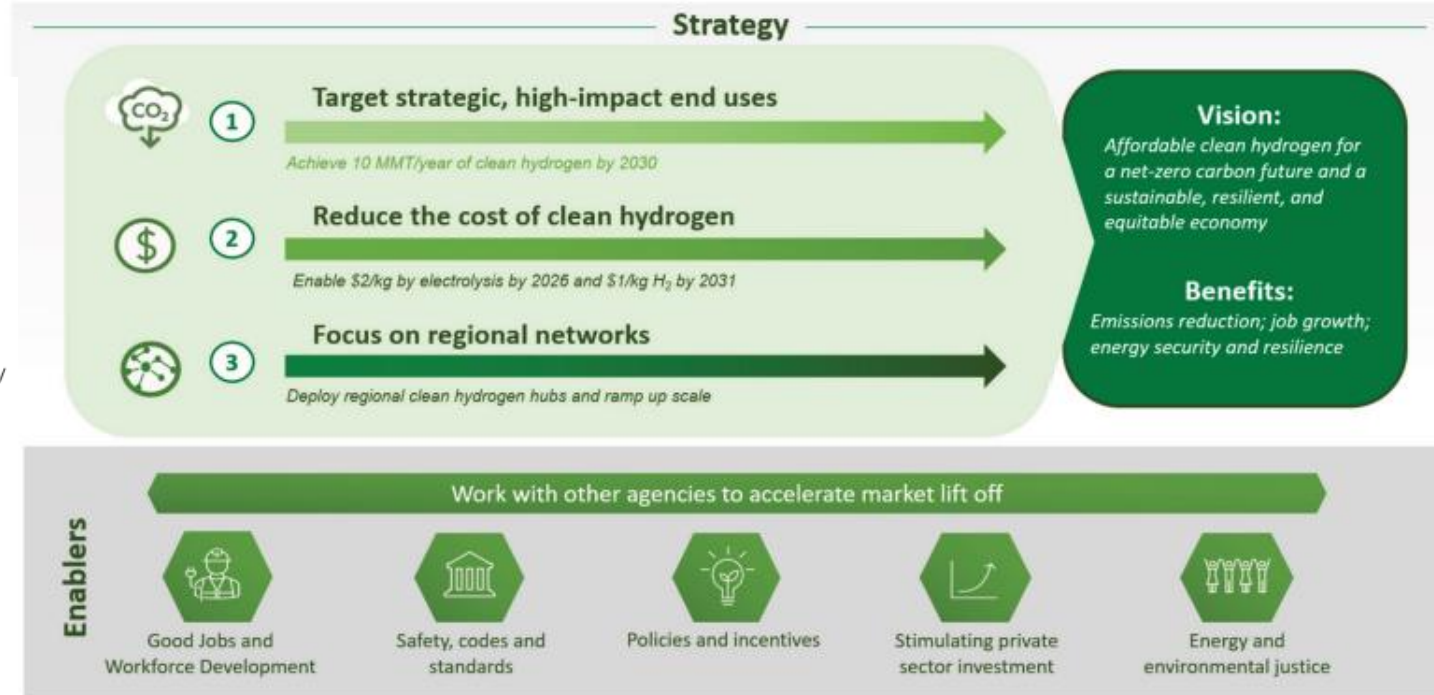 Strategy
CO₂
1
Target strategic, high-impact end uses
Achieve 10 MMT/year of clean hydrogen by 2030
$
2
Reduce the cost of clean hydrogen
Enable $2/kg by electrolysis by 2026 and $1/kg H₂ by 2031
3
Focus on regional networks
Deploy regional clean hydrogen hubs and ramp up scale
Vision:
Affordable clean hydrogen for
a net-zero carbon future and a
sustainable, resilient, and
equitable economy
Benefits:
Emissions reduction; job growth;
energy security and resilience
Enablers
Work with other agencies to accelerate market lift off
Good Jobs and
Workforce Development
Safety, codes and
standards
Policies and incentives
Stimulating private
sector investment
Energy and
environmental justice